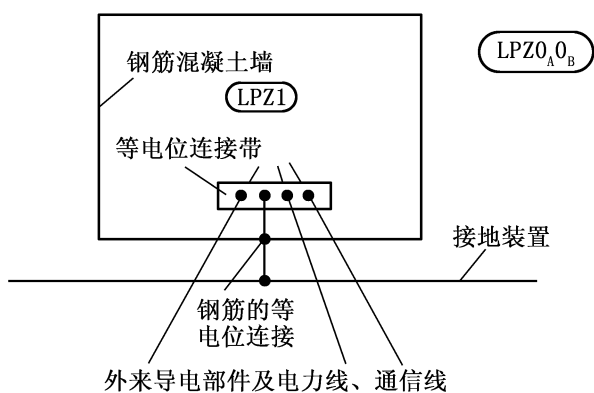 钢筋混凝土墙
LPZ0A0B
LPZ1
等电位连接带
接地装置
钢筋的等
电位连接
外来导电部件及电力线、通信线